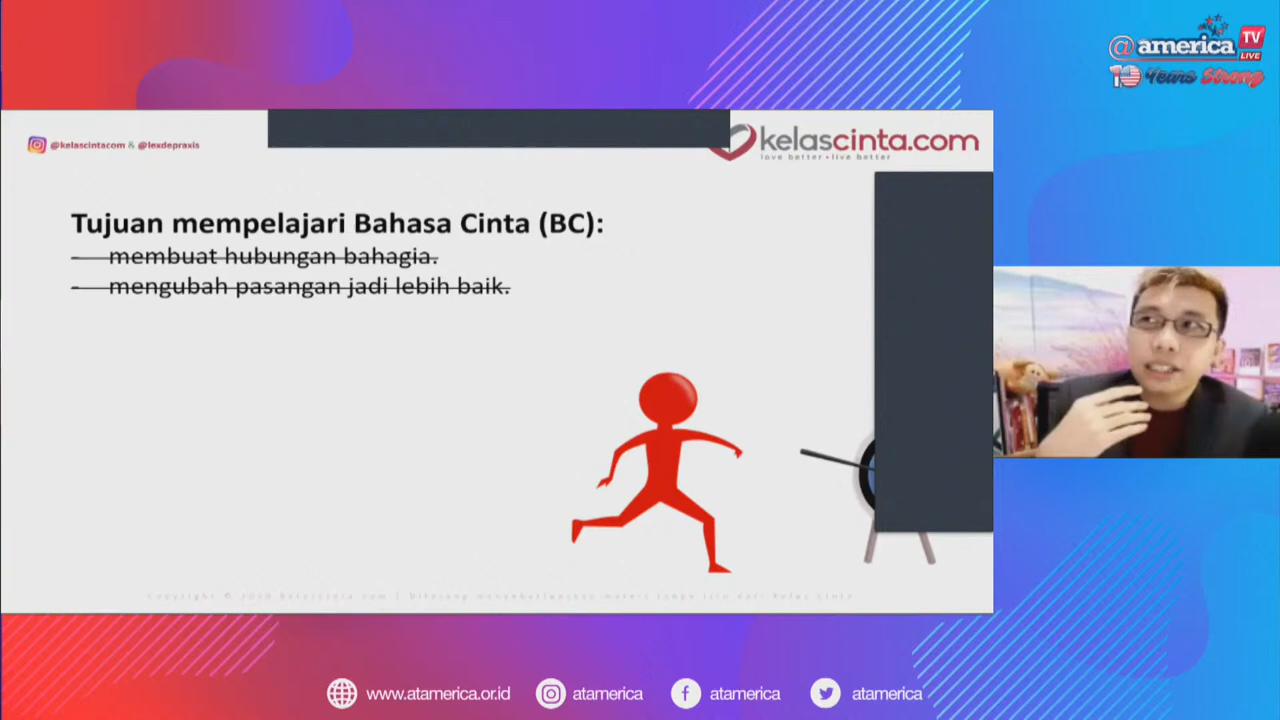 @america TV
LIVE
10 Years Strong
@kelascintacom & @lexdepraxis
kelascinta.com
love better • live better
Tujuan mempelajari Bahasa Cinta (BC):
- membuat hubungan bahagia.
- mengubah pasangan jadi lebih baik.
www.atamerica.or.id
atamerica
atamerica
atamerica